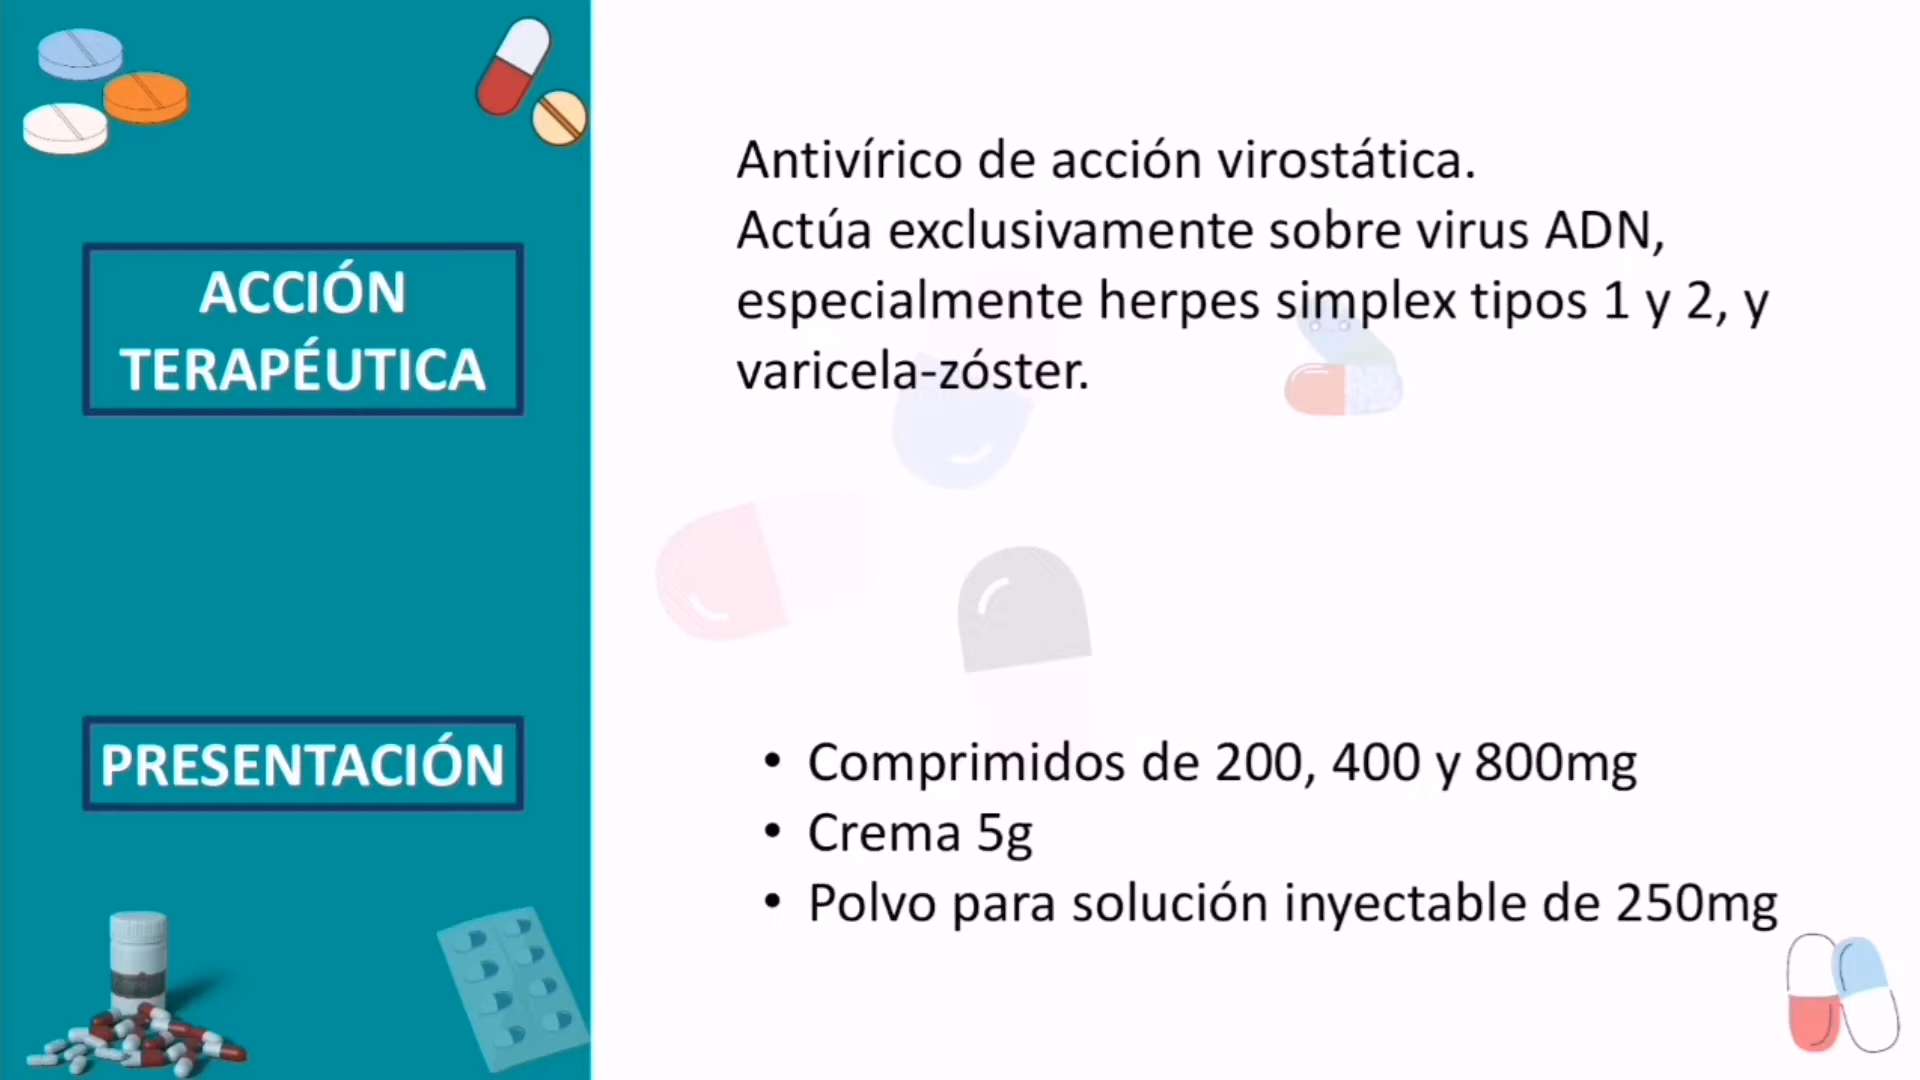 ACCIÓN
TERAPÉUTICA
Antivírico de acción virostática.
Actúa exclusivamente sobre virus ADN,
especialmente herpes simplex tipos 1 y 2, y
varicela-zóster.
PRESENTACIÓN
• Comprimidos de 200, 400 y 800mg
• Crema 5g
• Polvo para solución inyectable de 250mg